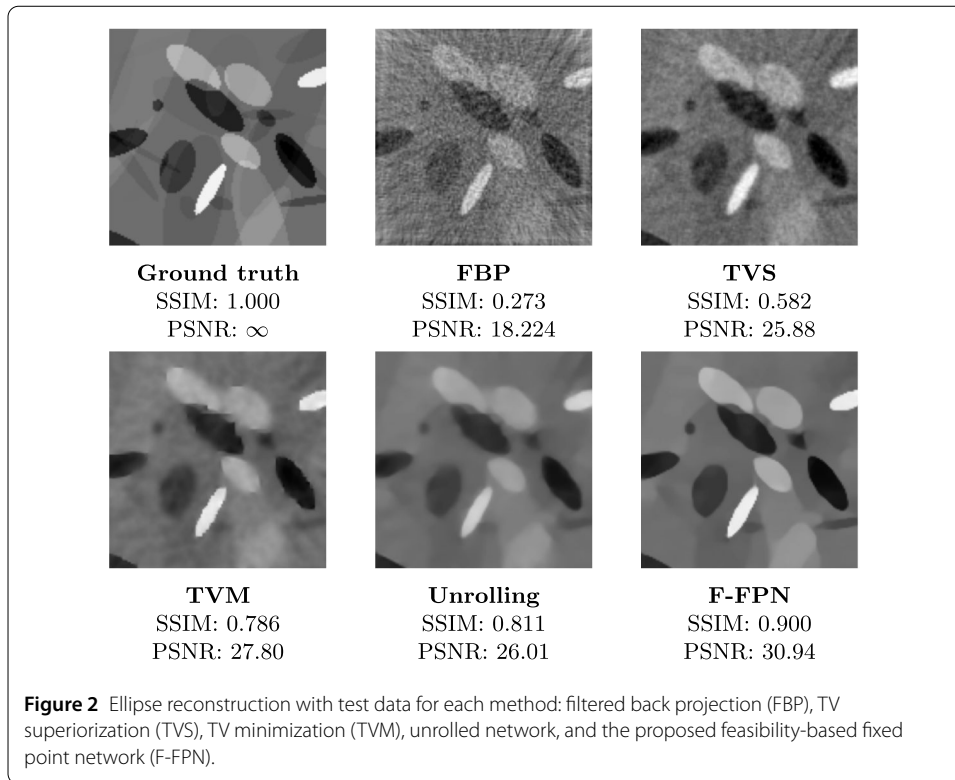 Ground truth
SSIM: 1.000
PSNR: ∞
FBP
SSIM: 0.273
PSNR: 18.224
TVS
SSIM: 0.582
PSNR: 25.88
TVM
SSIM: 0.786
PSNR: 27.80
Unrolling
SSIM: 0.811
PSNR: 26.01
F-FPN
SSIM: 0.900
PSNR: 30.94
Figure 2 Ellipse reconstruction with test data for each method: filtered back projection (FBP), TV
superiorization (TVS), TV minimization (TVM), unrolled network, and the proposed feasibility-based fixed
point network (F-FPN).